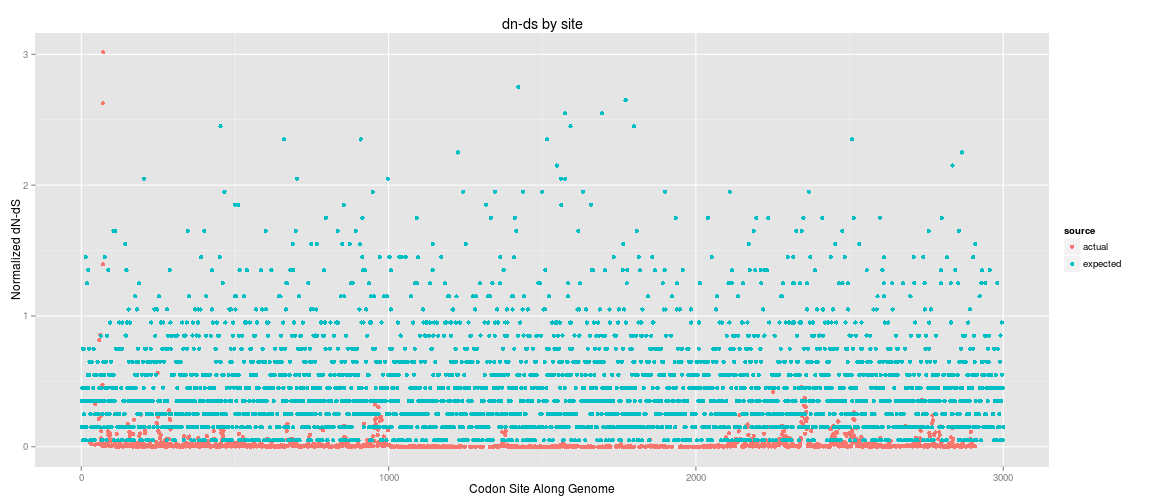 dn-ds by site
Normalized dN-dS
3
2
1
0
0
1000
2000
3000
Codon Site Along Genome
source
actual
expected